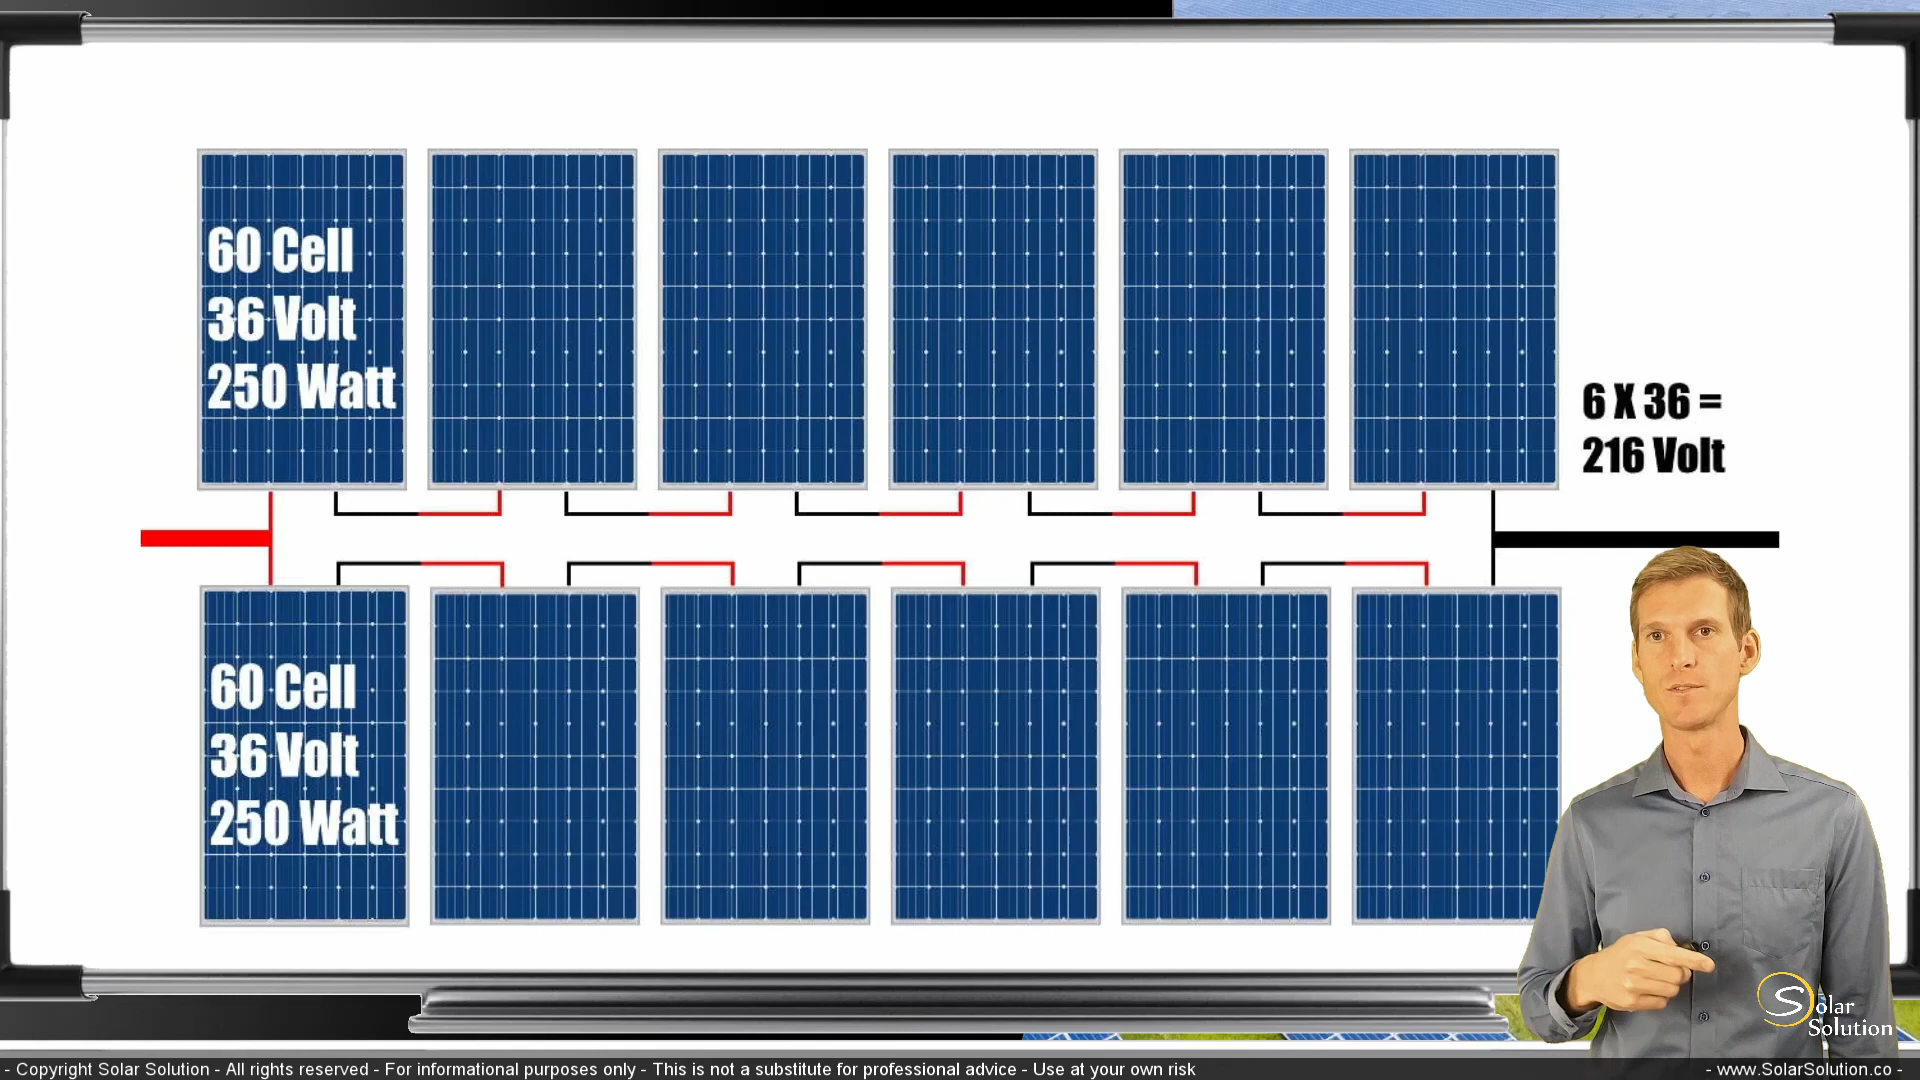 60 Cell
36 Volt
250 Watt
6 X 36 =
216 Volt
60 Cell
36 Volt
250 Watt
Solar
Solution
- Copyright Solar Solution - All rights reserved - For informational purposes only - This is not a substitute for professional advice - Use at your own risk
- www.SolarSolution.co -